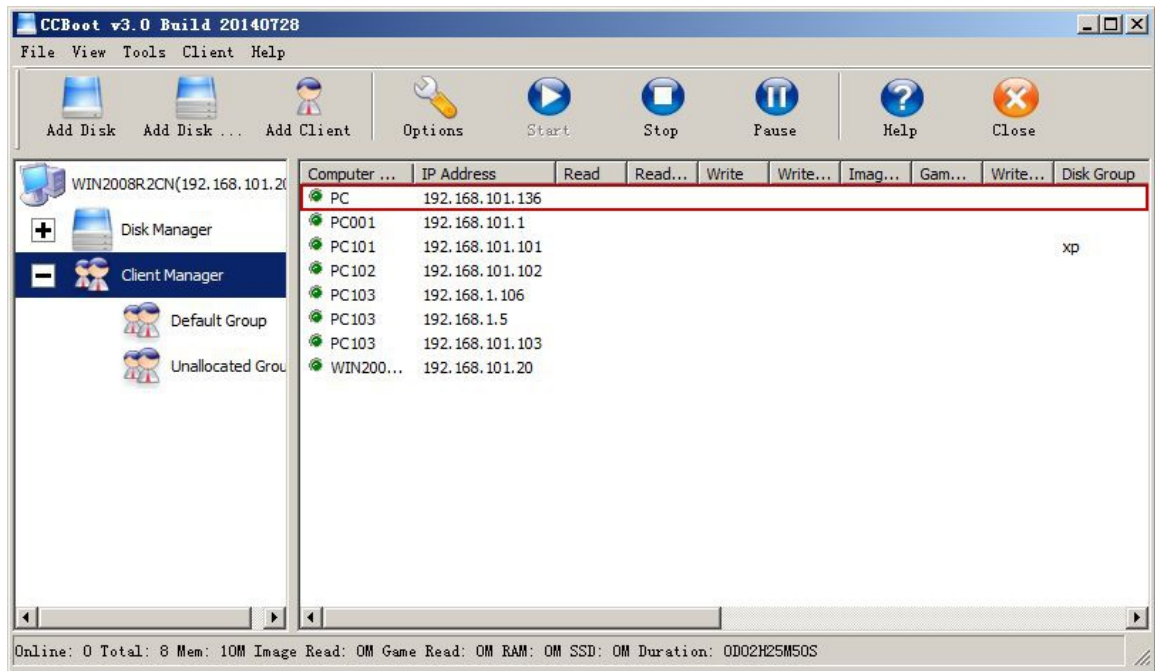 CCBoot v3.0 Build 20140728
File View Tools Client Help
Add Disk Add Disk ... Add Client Options Start Stop Pause Help Close
WIN2008R2CN(192.168.101.20
Disk Manager
Client Manager
Default Group
Unallocated Grou
Computer ... IP Address Read Read... Write Write... Imag... Gam... Write... Disk Group
PC 192.168.101.136
PC001 192.168.101.1
PC101 192.168.101.101 xp
PC102 192.168.101.102
PC103 192.168.1.106
PC103 192.168.1.5
PC103 192.168.101.103
WIN200... 192.168.101.20
Online: 0 Total: 8 Mem: 10M Image Read: 0M Game Read: 0M RAM: 0M SSD: 0M Duration: 0D02H25M50S